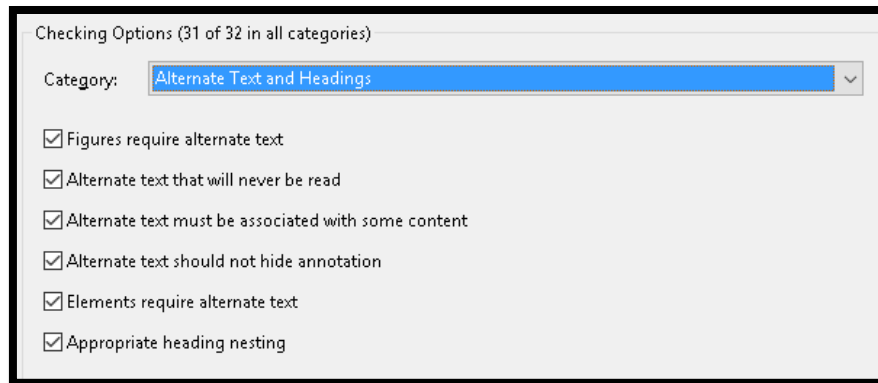 Checking Options (31 of 32 in all categories)
Category: Alternate Text and Headings
Figures require alternate text
Alternate text that will never be read
Alternate text must be associated with some content
Alternate text should not hide annotation
Elements require alternate text
Appropriate heading nesting